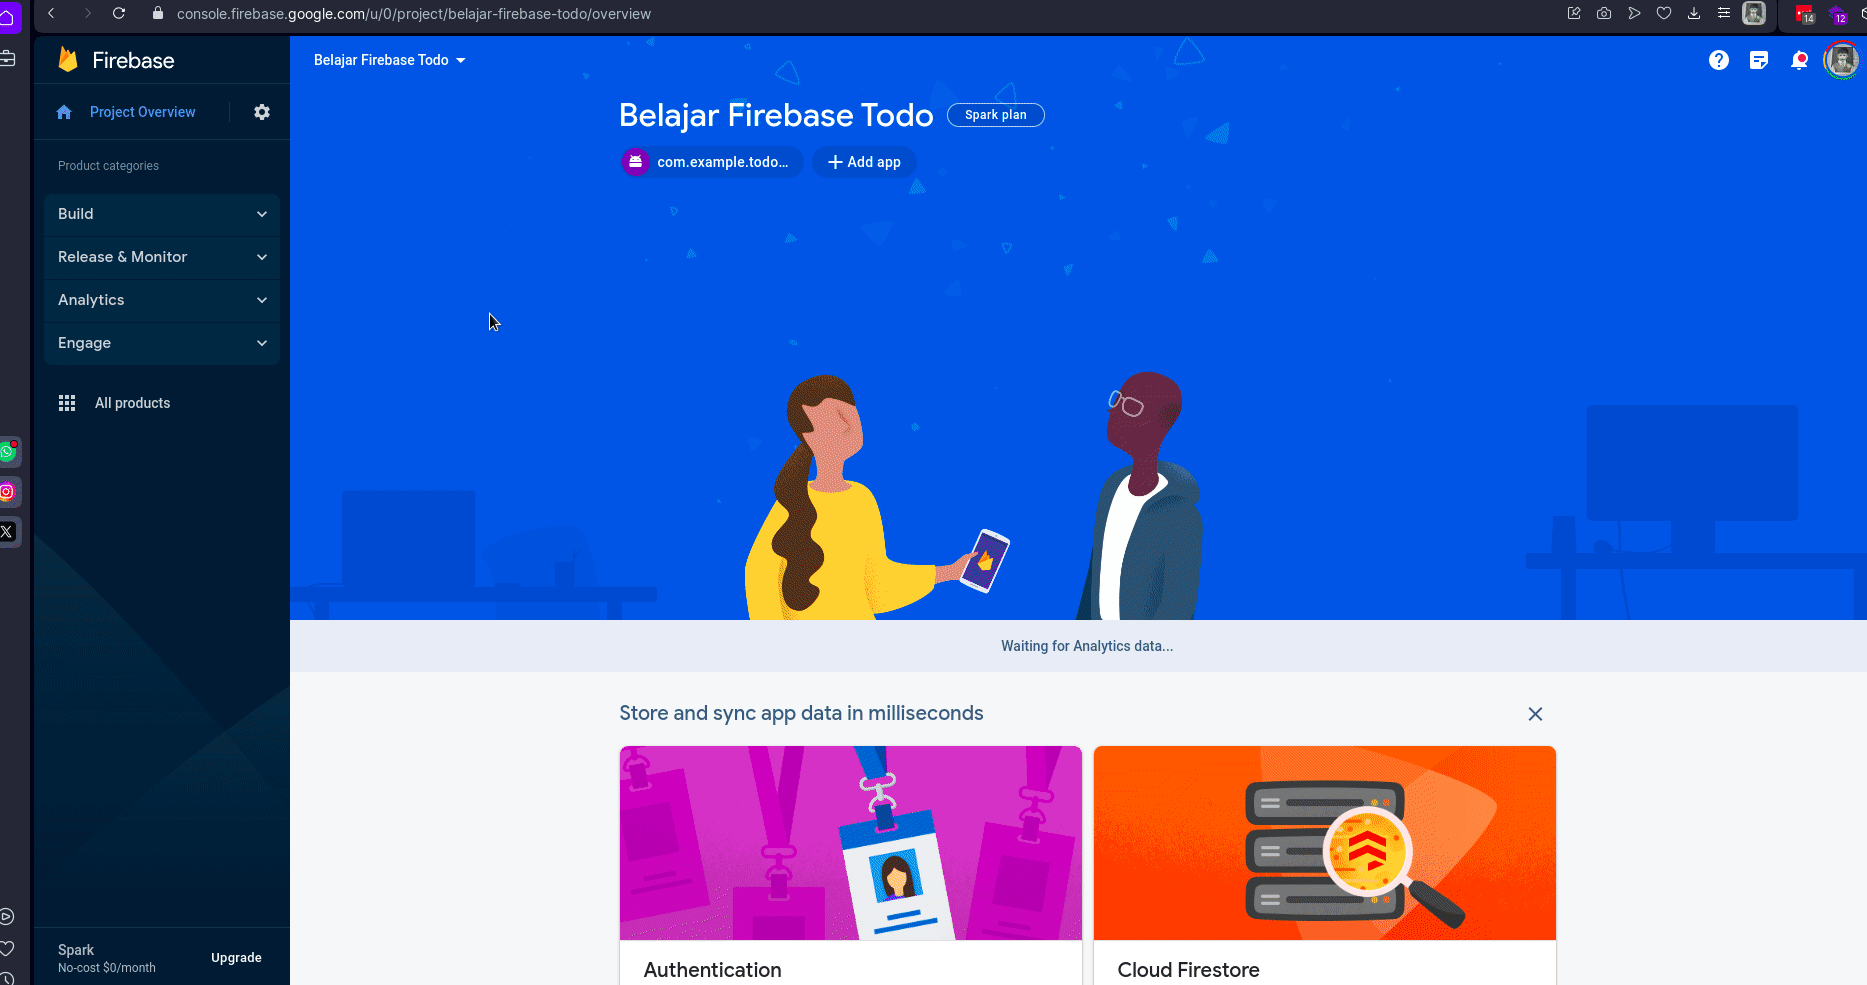 console.firebase.google.com/u/0/project/belajar-firebase-todo/overview
14
12
Firebase
Belajar Firebase Todo
Project Overview
Belajar Firebase Todo
Spark plan
com.example.todo...
Add app
Product categories
Build
Release & Monitor
Analytics
Engage
All products
Waiting for Analytics data...
Store and sync app data in milliseconds
Authentication
Cloud Firestore
Spark
No-cost $0/month
Upgrade